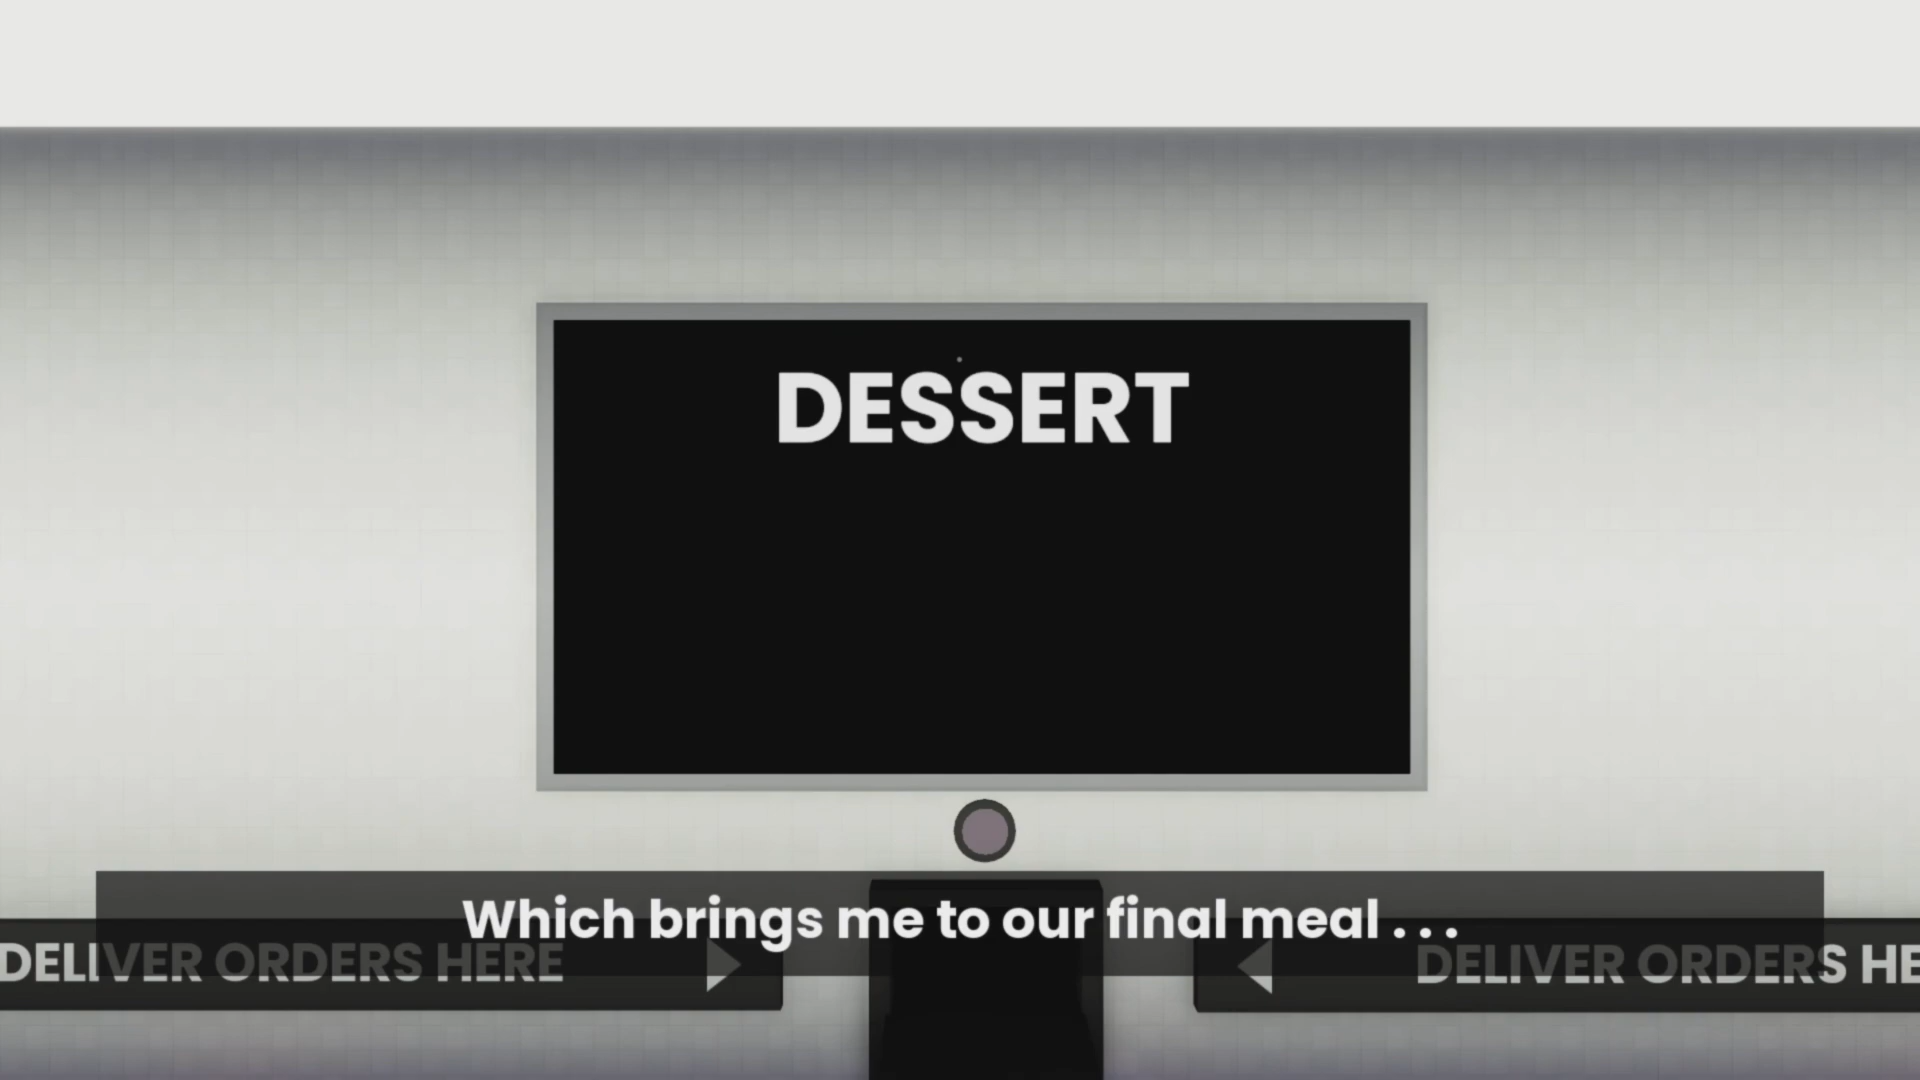 DESSERT
Which brings me to our final meal . . .
DELIVER ORDERS HERE
DELIVER ORDERS HE